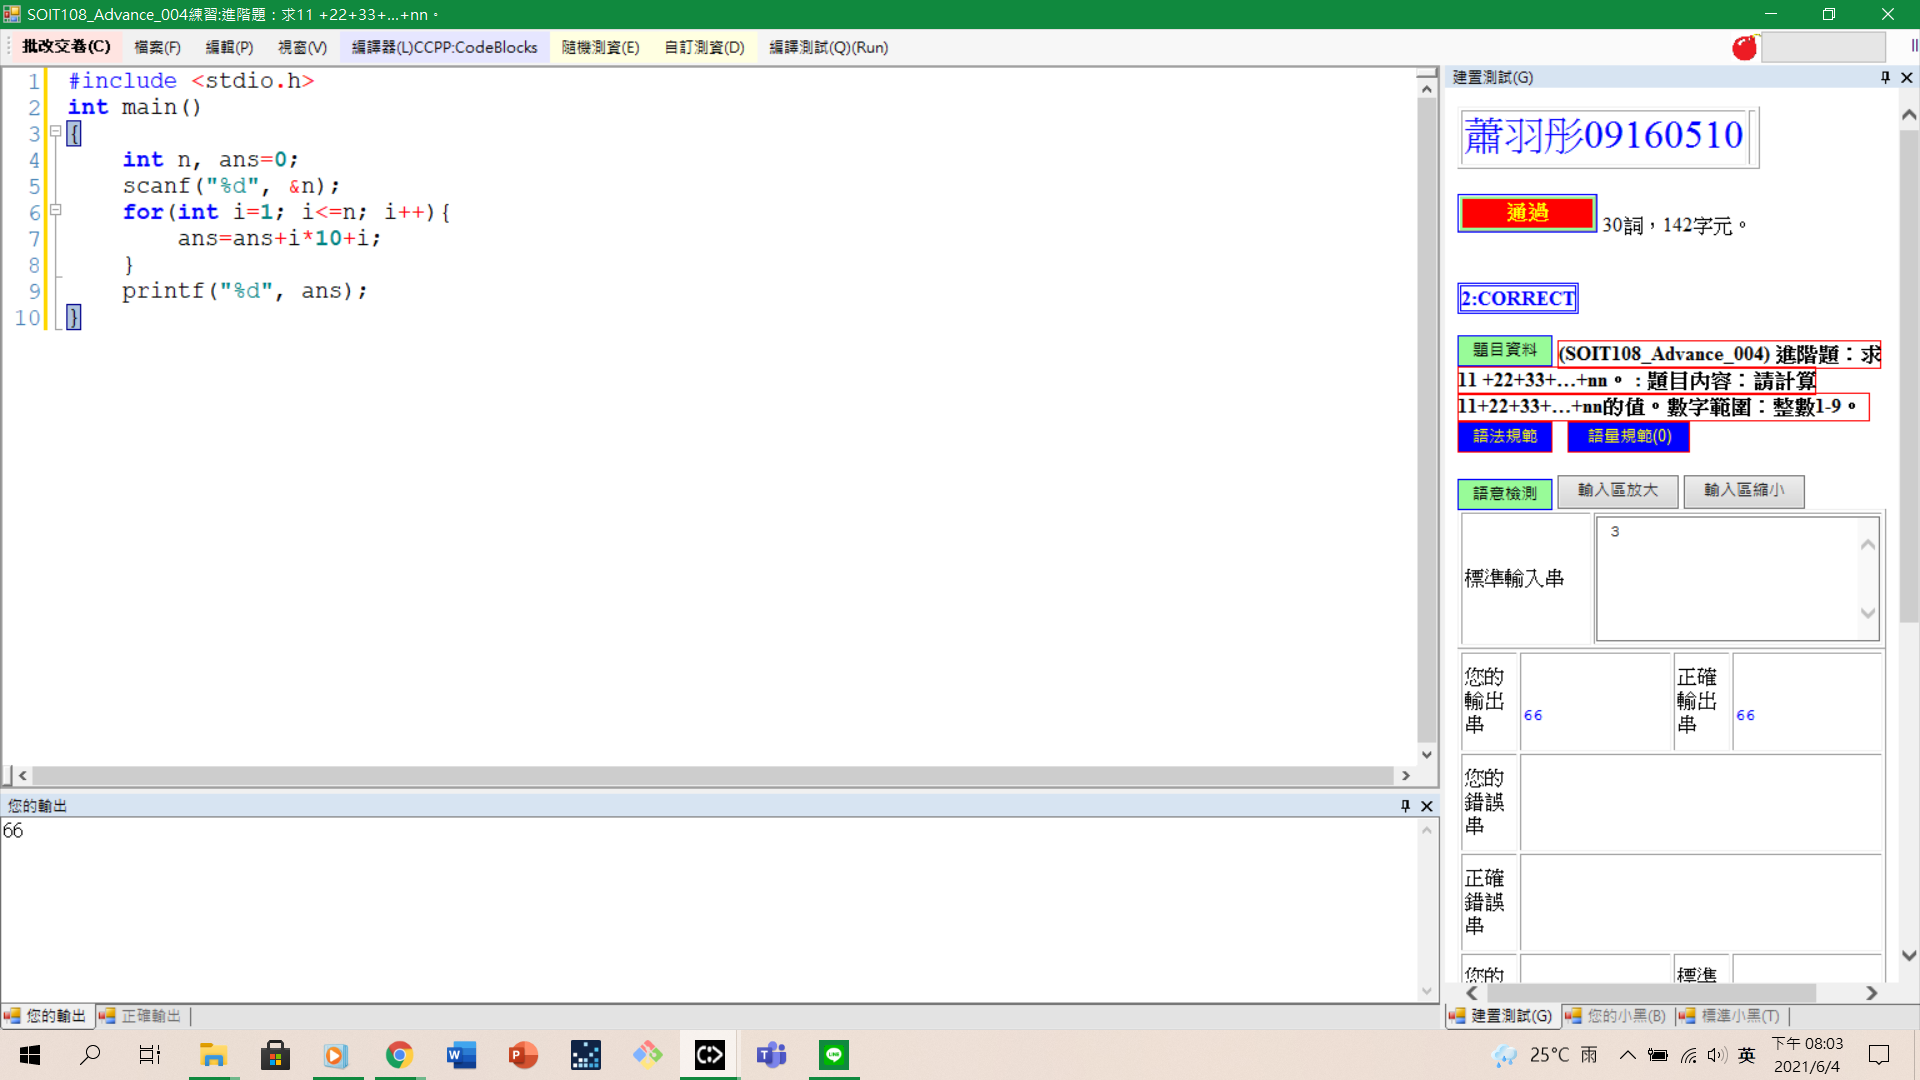 SOIT108_Advance_004練習:進階題：求11 +22+33+...+nn。
批改交卷(C) 檔案(F) 編輯(P) 視窗(V) 編譯器(L)CCPP:CodeBlocks 隨機測資(E) 自訂測資(D) 編譯測試(Q)(Run)
1 #include <stdio.h>
2 int main()
3 {
4 int n, ans=0;
5 scanf("%d", &n);
6 for(int i=1; i<=n; i++){
7 ans=ans+i*10+i;
8 }
9 printf("%d", ans);
10 }
您的輸出
66
您的輸出 正確輸出
建置測試(G)
蕭羽彤09160510
通過 30詞，142字元。
2:CORRECT
題目資料 (SOIT108_Advance_004) 進階題：求
11 +22+33+…+nn。 : 題目內容：請計算
11+22+33+…+nn的值。數字範圍：整數1-9。
語法規範 語量規範(0)
語意檢測 輸入區放大 輸入區縮小
標準輸入串 3
您的輸出串 66 正確輸出串 66
您的錯誤串
正確錯誤串
您的 標準
建置測試(G) 您的小黑(B) 標準小黑(T)
25°C 雨 英 下午 08:03
2021/6/4